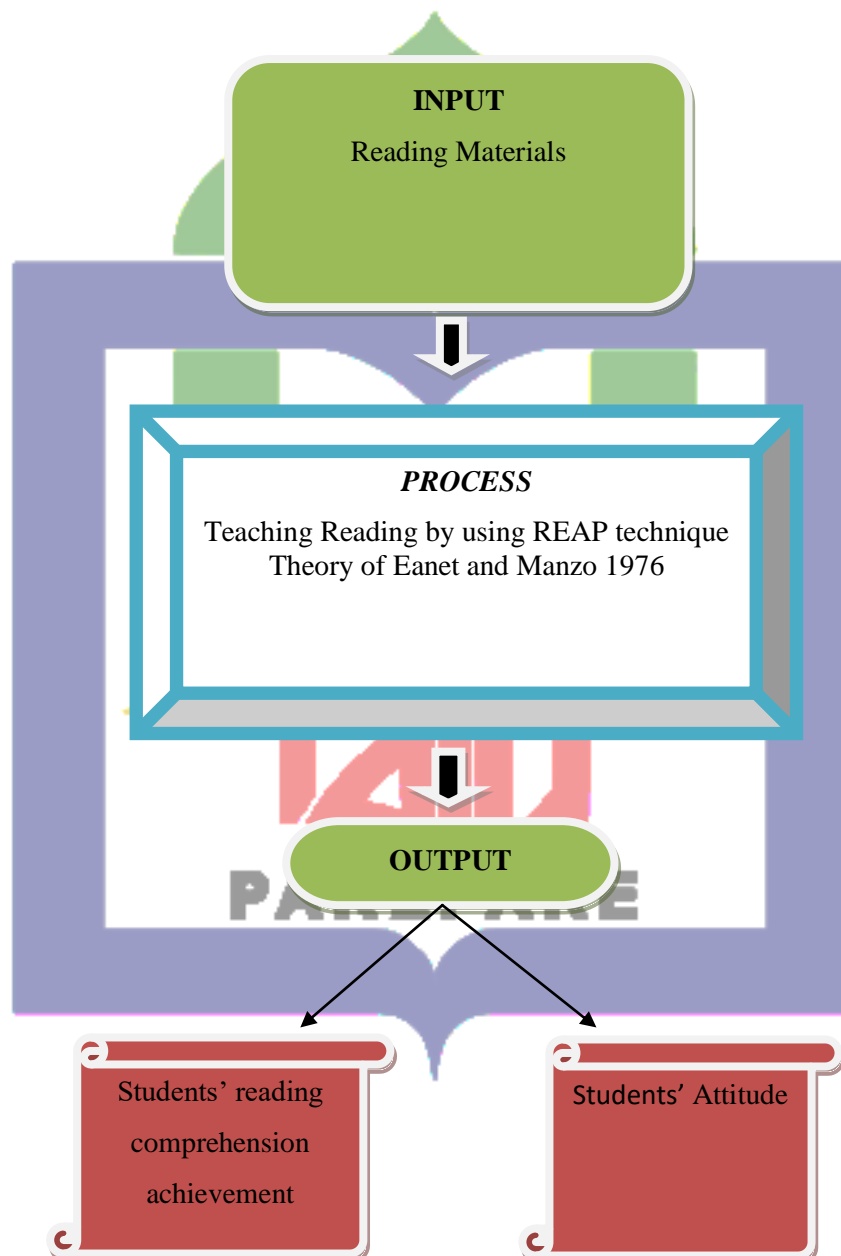 INPUT
Reading Materials
PROCESS
Teaching Reading by using REAP technique
Theory of Eanet and Manzo 1976
OUTPUT
Students’ reading
comprehension
achievement
Students’ Attitude